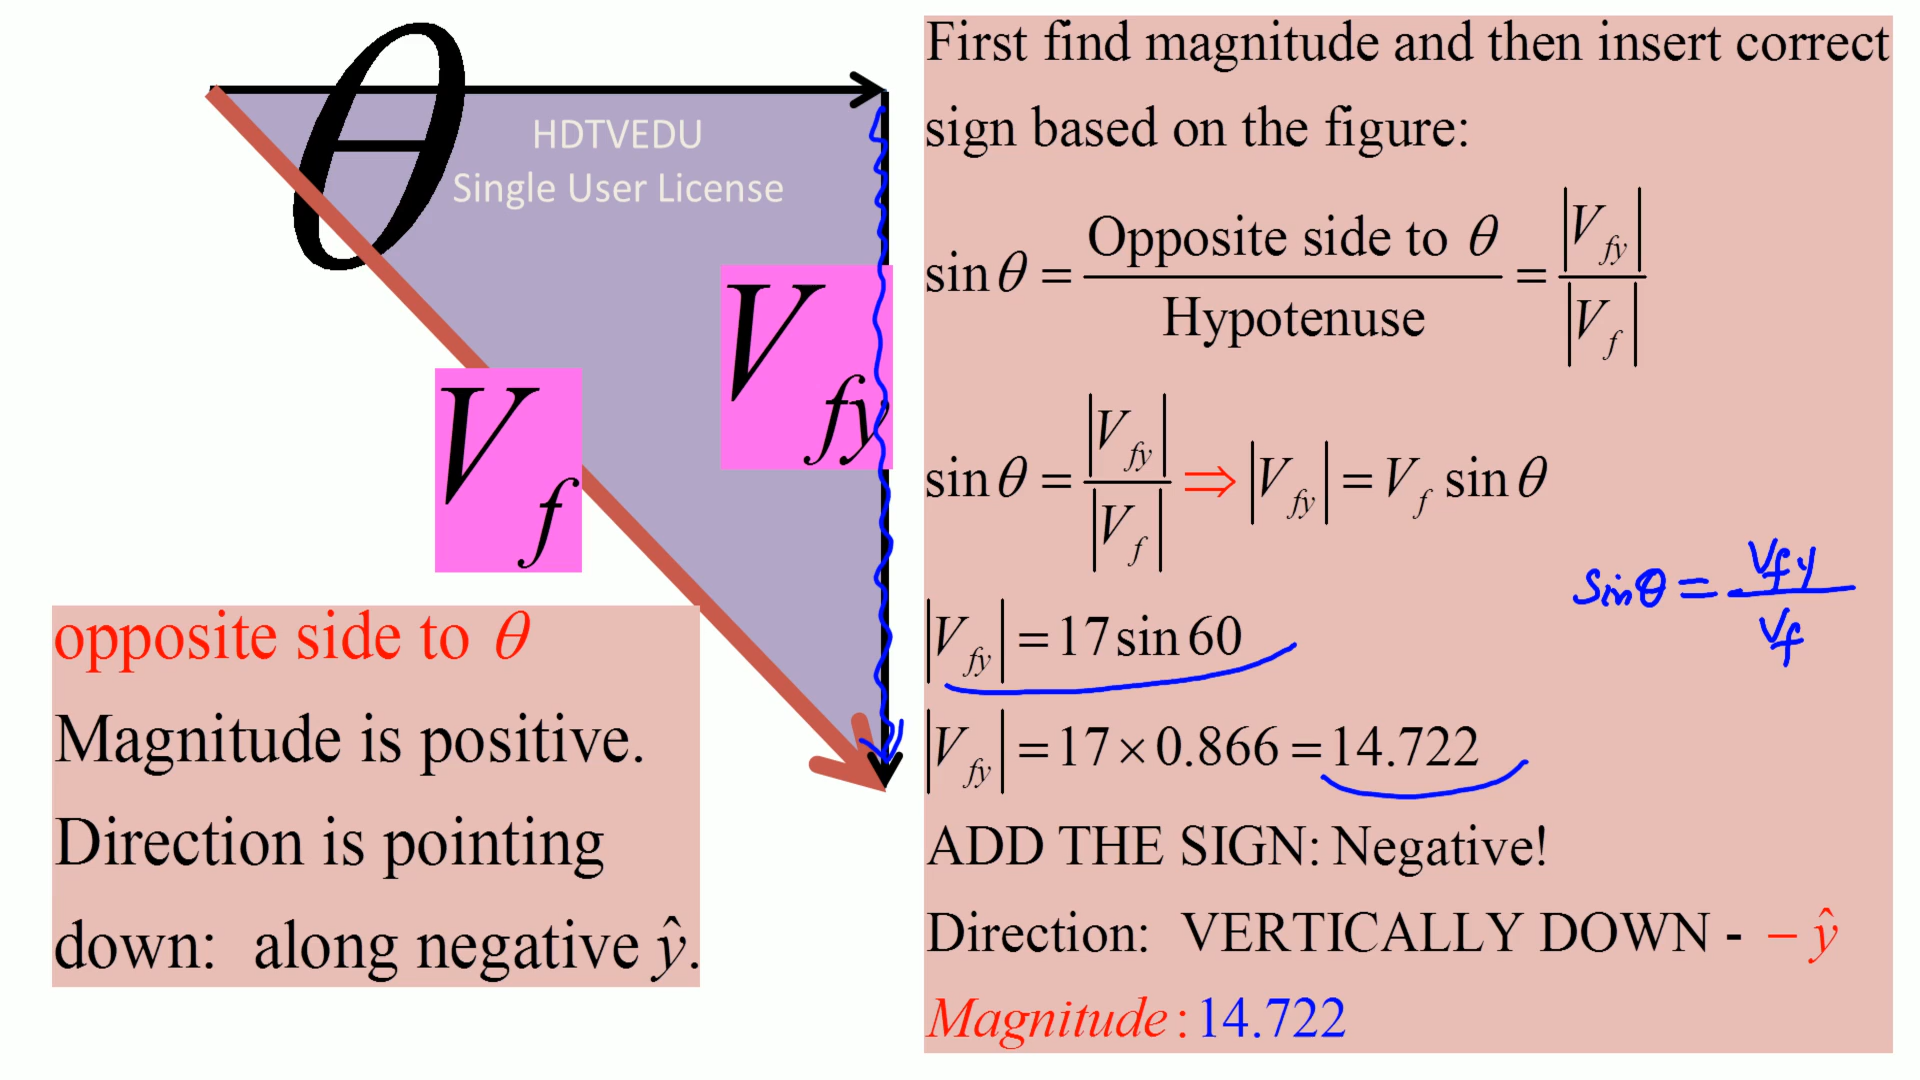 θ
HDTVEDU
Single User License
V_fy
V_f
opposite side to θ
Magnitude is positive.
Direction is pointing
down: along negative ŷ.
First find magnitude and then insert correct
sign based on the figure:
sin θ = Opposite side to θ / Hypotenuse = |V_fy| / |V_f|
sin θ = |V_fy| / |V_f| ⇒ |V_fy| = V_f sin θ
sinθ = Vfy / Vf
|V_fy| = 17 sin 60
|V_fy| = 17 × 0.866 = 14.722
ADD THE SIGN: Negative!
Direction: VERTICALLY DOWN - − ŷ
Magnitude: 14.722